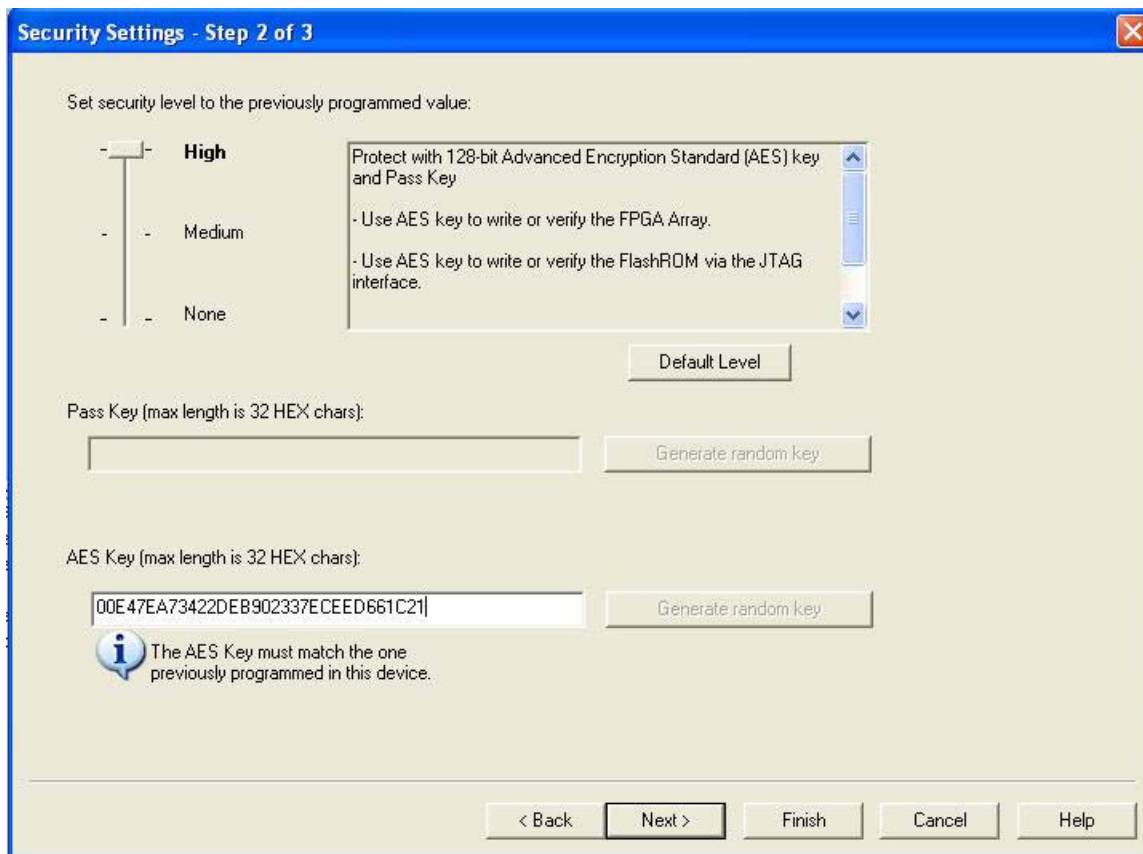 Security Settings - Step 2 of 3
Set security level to the previously programmed value:
High
Medium
None
Protect with 128-bit Advanced Encryption Standard (AES) key
and Pass Key
- Use AES key to write or verify the FPGA Array.
- Use AES key to write or verify the FlashROM via the JTAG
interface.
Default Level
Pass Key (max length is 32 HEX chars):
Generate random key
AES Key (max length is 32 HEX chars):
00E47EA73422DEB902337ECEED661C21
Generate random key
The AES Key must match the one
previously programmed in this device.
< Back
Next >
Finish
Cancel
Help